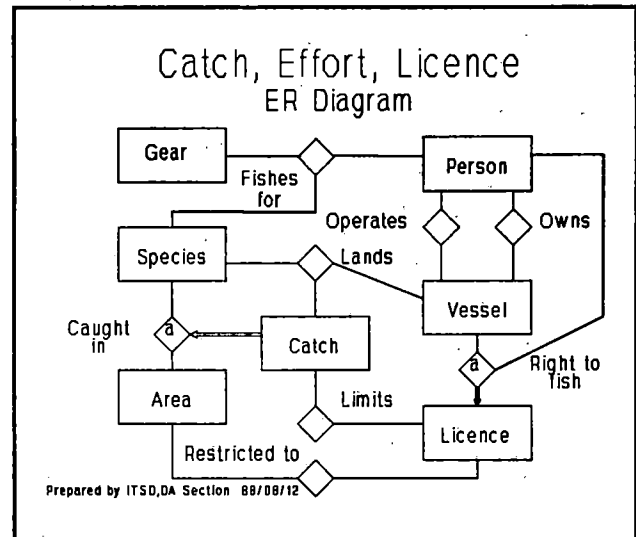 Catch, Effort, Licence
ER Diagram
Gear
Person
Fishes
for
Operates
Owns
Species
Lands
Vessel
Caught
in
a
Catch
a
Right to
fish
Area
Limits
Licence
Restricted to
Prepared by ITSD,DA Section 88/08/12